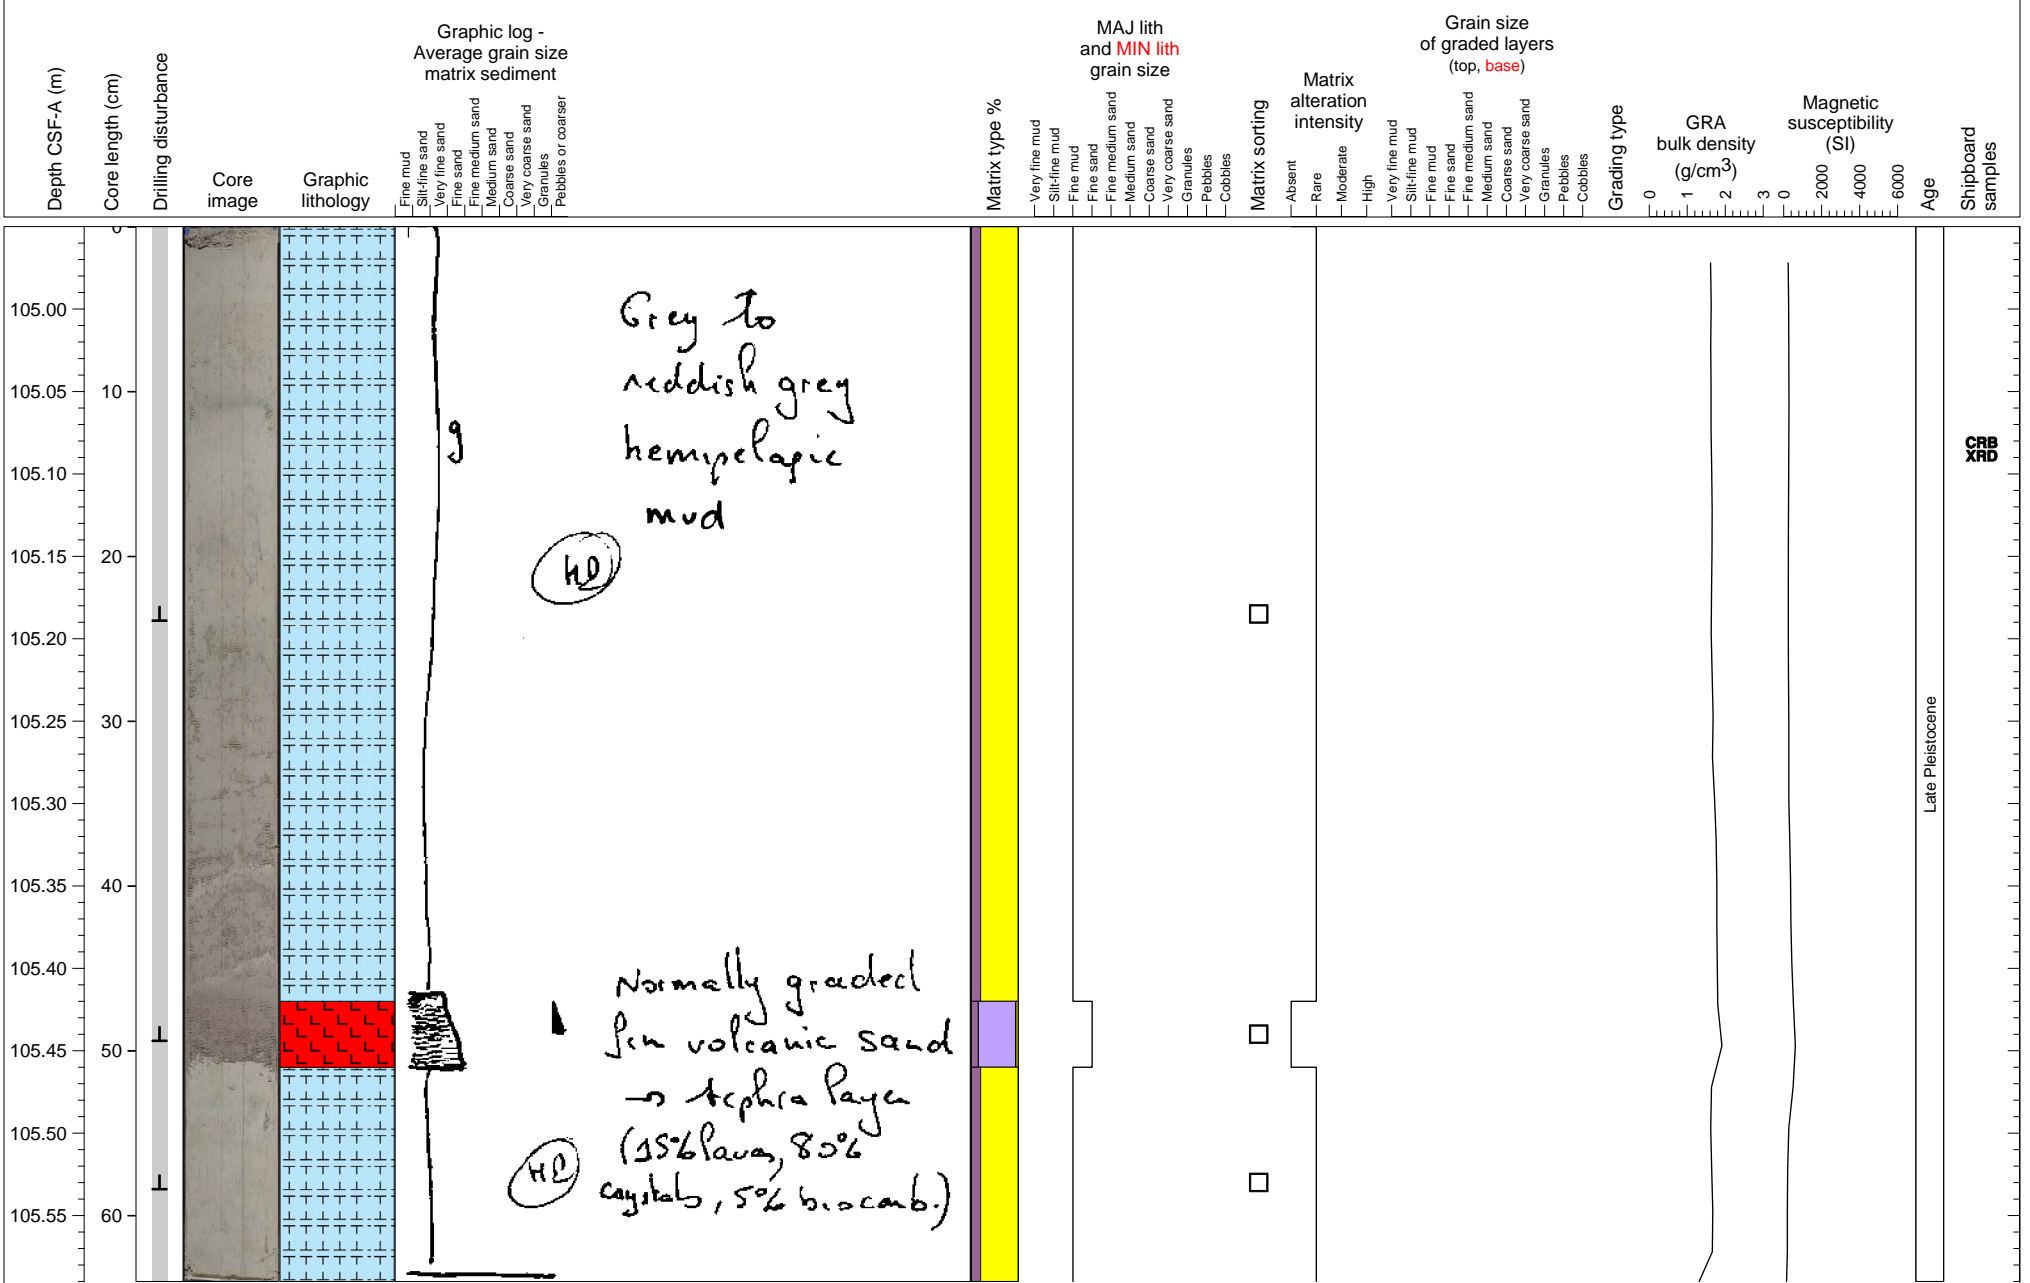 Depth CSF-A (m)
Core length (cm)
Drilling disturbance
Core
image
Graphic
lithology
Graphic log -
Average grain size
matrix sediment
Fine mud
Silt-fine sand
Very fine sand
Fine sand
Fine medium sand
Medium sand
Coarse sand
Very coarse sand
Granules
Pebbles or coarser
Matrix type %
MAJ lith
and MIN lith
grain size
Very fine mud
Silt-fine mud
Fine mud
Fine sand
Fine medium sand
Medium sand
Coarse sand
Very coarse sand
Granules
Pebbles
Cobbles
Matrix sorting
Matrix
alteration
intensity
Absent
Rare
Moderate
High
Grain size
of graded layers
(top, base)
Very fine mud
Silt-fine mud
Fine mud
Fine sand
Fine medium sand
Medium sand
Coarse sand
Very coarse sand
Granules
Pebbles
Cobbles
Grading type
GRA
bulk density
(g/cm3)
0 1 2 3
Magnetic
susceptibility
(SI)
0 2000 4000 6000
Age
Shipboard
samples
0
105.00
105.05 10
105.10
105.15 20
105.20
105.25 30
105.30
105.35 40
105.40
105.45 50
105.50
105.55 60
Grey to
reddish grey
hemipelagic
mud
g
Normally graded
volcanic sand
→ tephra layer
(15% lavas, 80%
crystals, 5% biocarb.)
Late Pleistocene
CRB
XRD